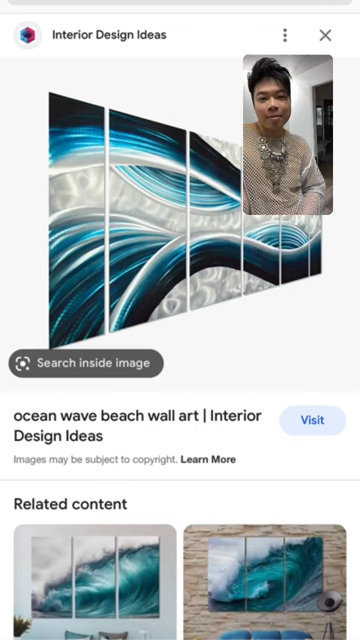 Interior Design Ideas
Search inside image
ocean wave beach wall art | Interior
Design Ideas
Visit
Images may be subject to copyright. Learn More
Related content